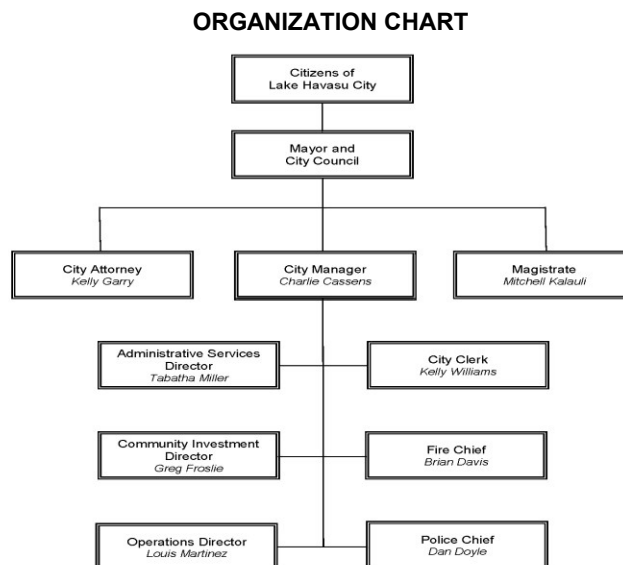 ORGANIZATION CHART
Citizens of
Lake Havasu City
Mayor and
City Council
City Attorney
Kelly Garry
City Manager
Charlie Cassens
Magistrate
Mitchell Kalauli
Administrative Services
Director
Tabatha Miller
City Clerk
Kelly Williams
Community Investment
Director
Greg Froslie
Fire Chief
Brian Davis
Operations Director
Louis Martinez
Police Chief
Dan Doyle